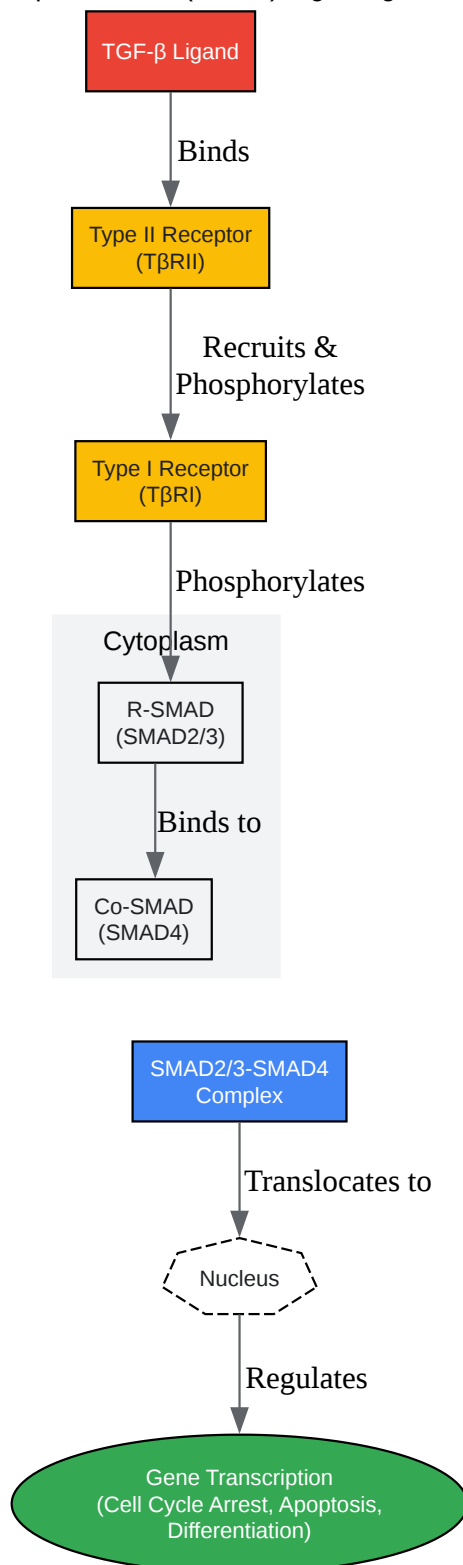 TGF-β Ligand
Binds
Type II Receptor
(TβRII)
Recruits &
Phosphorylates
Type I Receptor
(TβRI)
Phosphorylates
Cytoplasm
R-SMAD
(SMAD2/3)
Binds to
Co-SMAD
(SMAD4)
SMAD2/3-SMAD4
Complex
Translocates to
Nucleus
Regulates
Gene Transcription
(Cell Cycle Arrest, Apoptosis,
Differentiation)